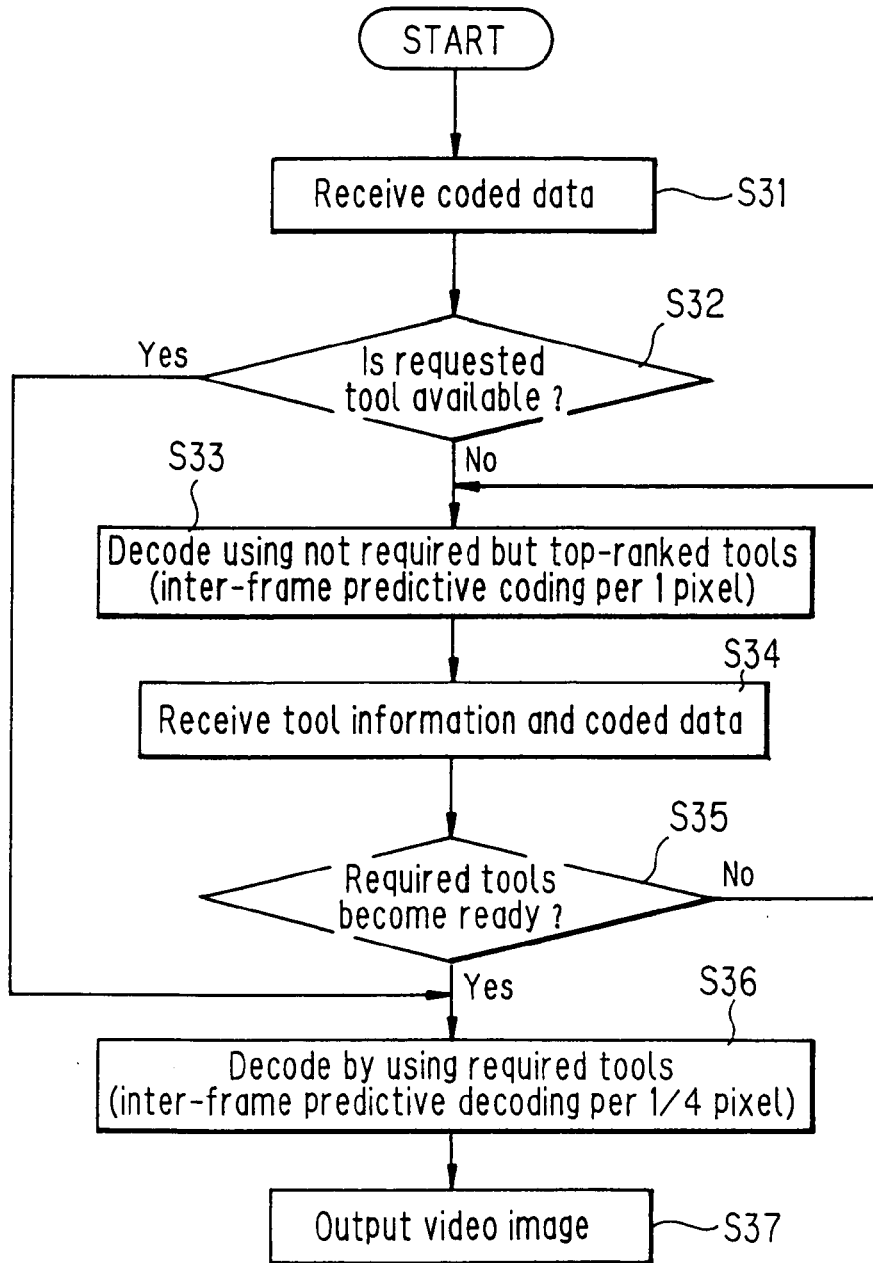 START
Receive coded data
S31
S32
Yes
Is requested
tool available ?
No
S33
Decode using not required but top-ranked tools
(inter-frame predictive coding per 1 pixel)
S34
Receive tool information and coded data
S35
Required tools
become ready ?
No
Yes
S36
Decode by using required tools
(inter-frame predictive decoding per 1/4 pixel)
Output video image
S37